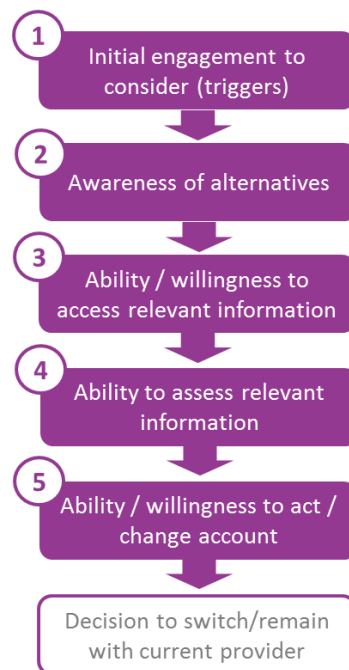 1
Initial engagement to
consider (triggers)
2
Awareness of alternatives
3
Ability / willingness to
access relevant information
4
Ability to assess relevant
information
5
Ability / willingness to act /
change account
Decision to switch/remain
with current provider